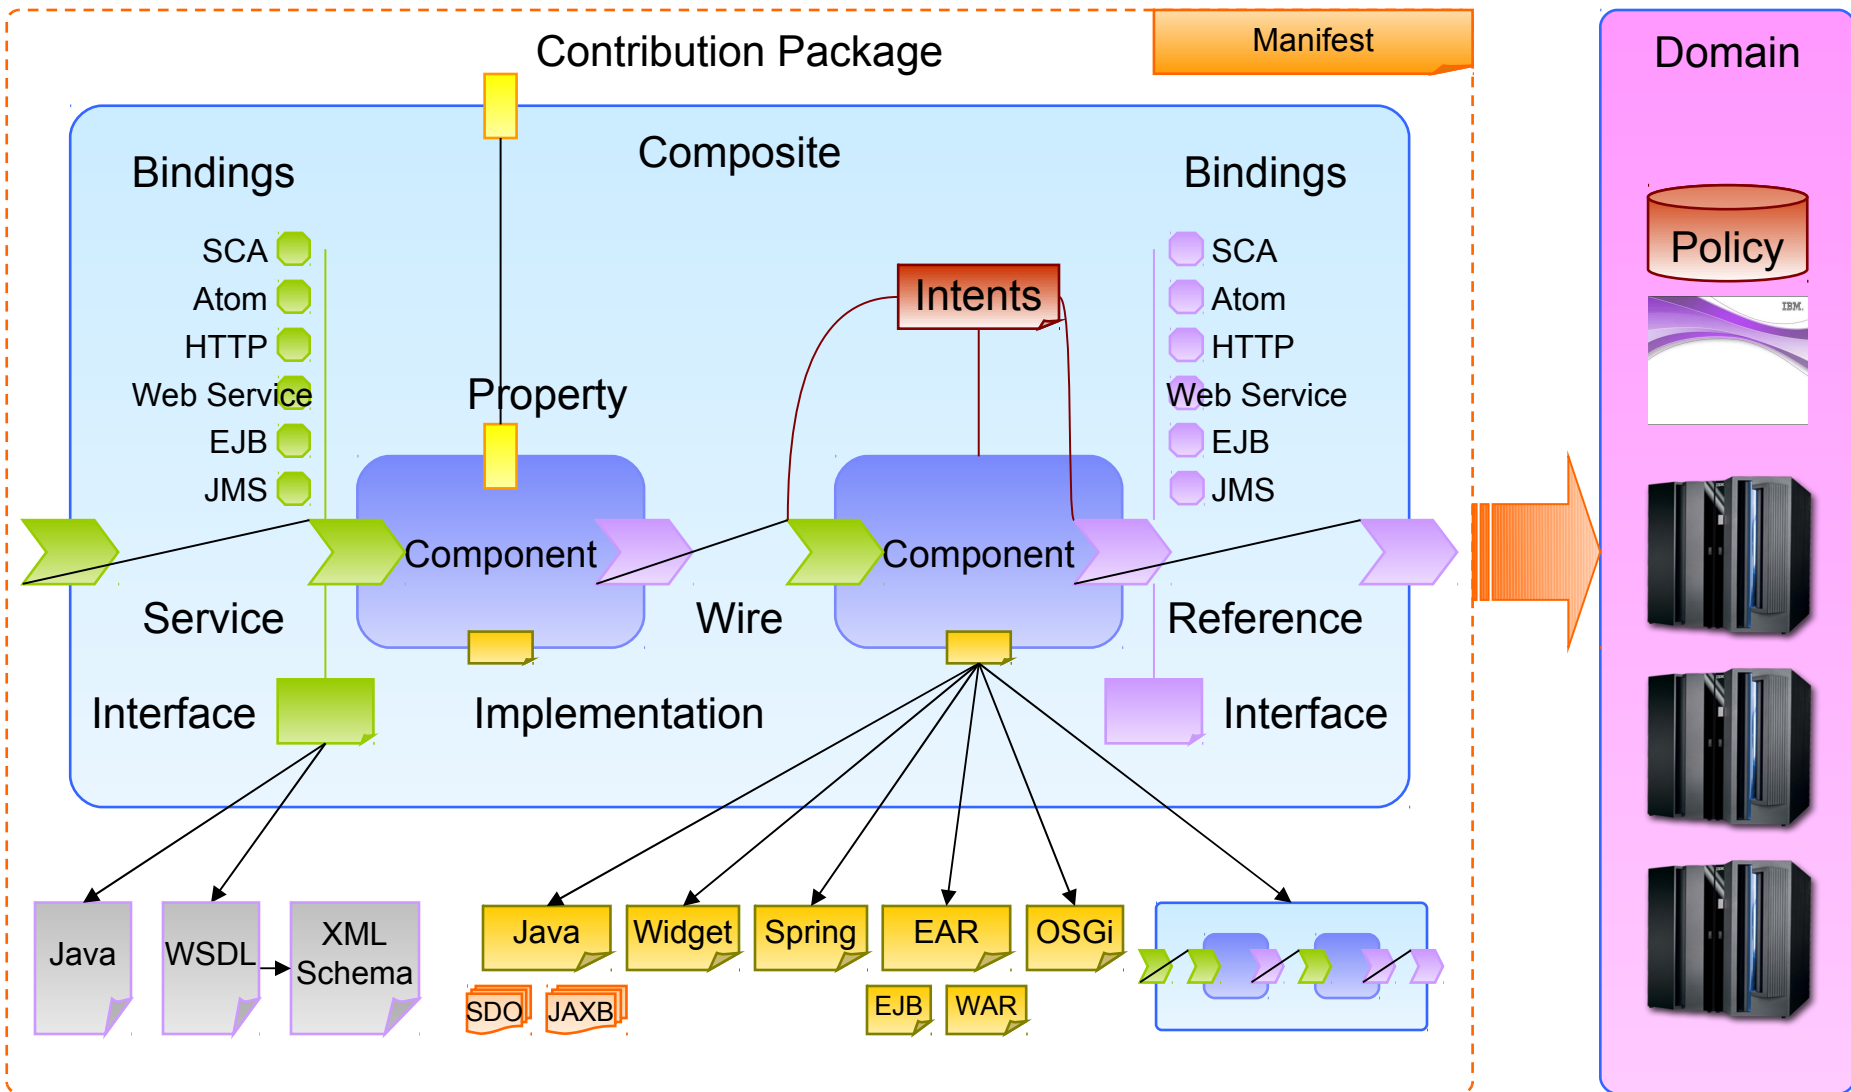 Contribution Package
Manifest
Domain
Composite
Bindings
Bindings
SCA
Atom
HTTP
Web Service
EJB
JMS
Intents
SCA
Atom
HTTP
Web Service
EJB
JMS
Policy
IBM.
Property
Component
Component
Service
Wire
Reference
Interface
Implementation
Interface
Java
WSDL
XML
Schema
Java
Widget
Spring
EAR
OSGi
SDO
JAXB
EJB
WAR